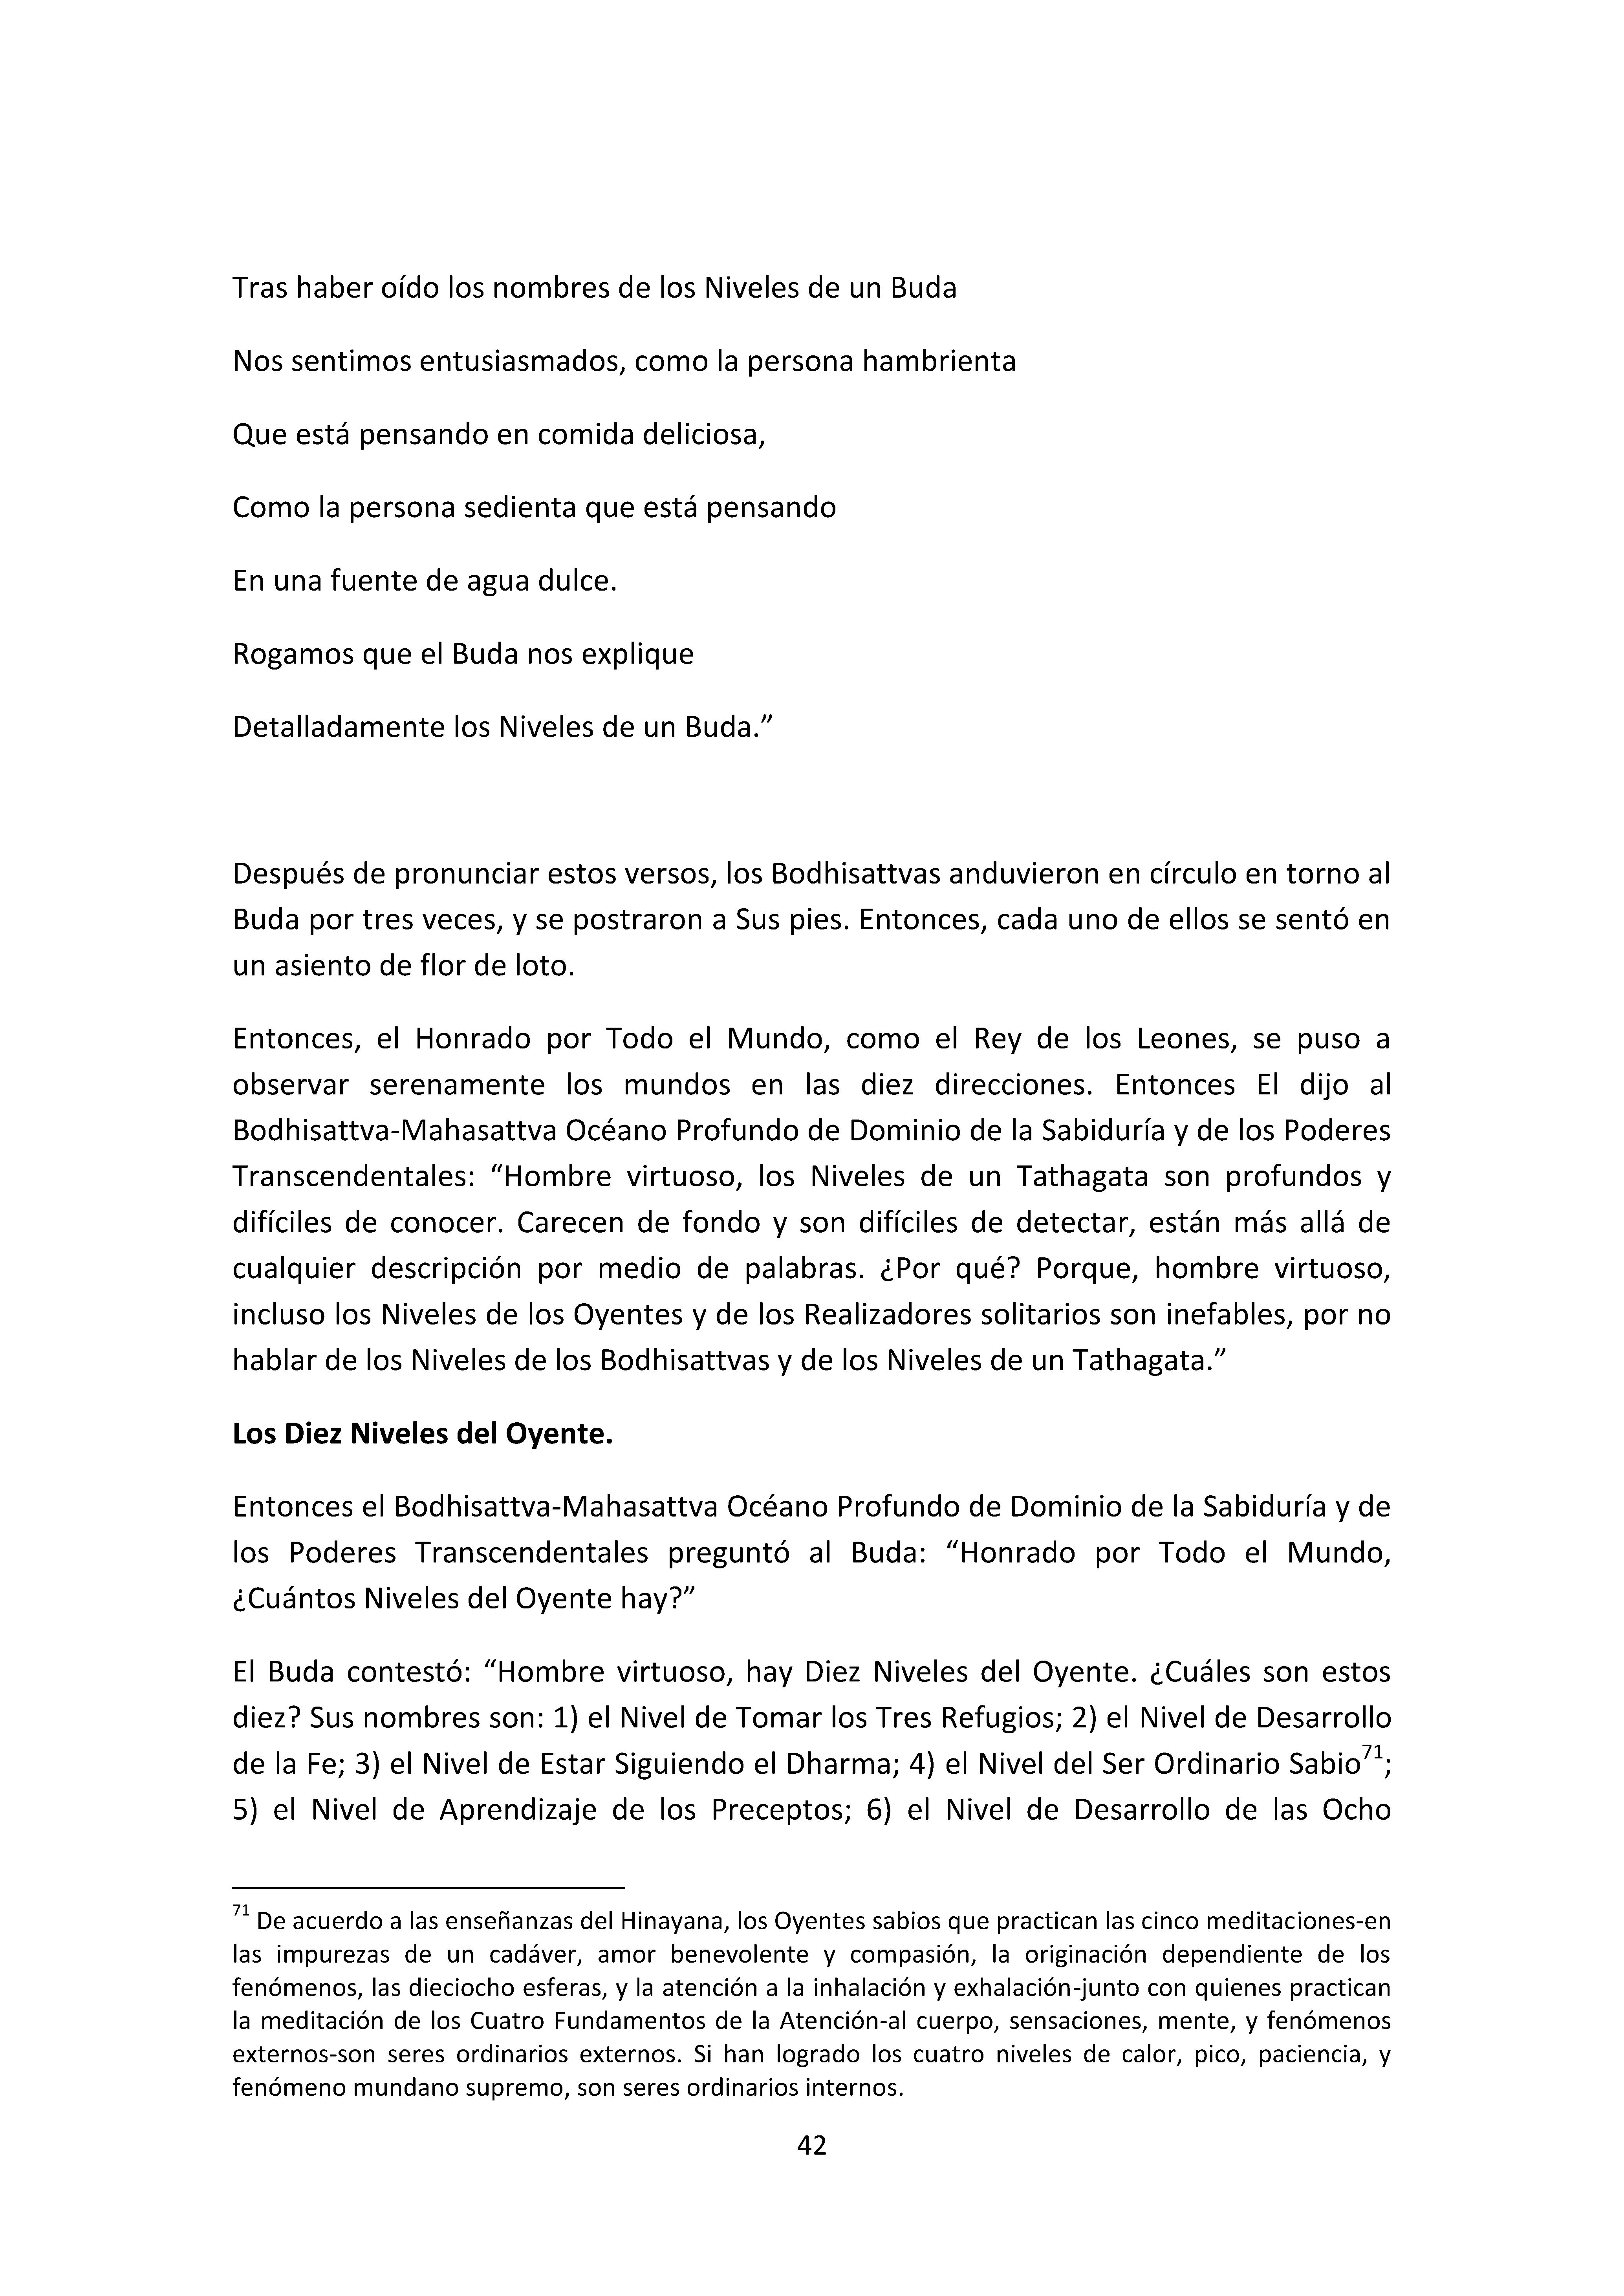 Tras haber oído los nombres de los Niveles de un Buda
Nos sentimos entusiasmados, como la persona hambrienta
Que está pensando en comida deliciosa,
Como la persona sedienta que está pensando
En una fuente de agua dulce.
Rogamos que el Buda nos explique
Detalladamente los Niveles de un Buda.”
Después de pronunciar estos versos, los Bodhisattvas anduvieron en círculo en torno al
Buda por tres veces, y se postraron a Sus pies. Entonces, cada uno de ellos se sentó en
un asiento de flor de loto.
Entonces, el Honrado por Todo el Mundo, como el Rey de los Leones, se puso a
observar serenamente los mundos en las diez direcciones. Entonces El dijo al
Bodhisattva-Mahasattva Océano Profundo de Dominio de la Sabiduría y de los Poderes
Transcendentales: “Hombre virtuoso, los Niveles de un Tathagata son profundos y
difíciles de conocer. Carecen de fondo y son difíciles de detectar, están más allá de
cualquier descripción por medio de palabras. ¿Por qué? Porque, hombre virtuoso,
incluso los Niveles de los Oyentes y de los Realizadores solitarios son inefables, por no
hablar de los Niveles de los Bodhisattvas y de los Niveles de un Tathagata.”
Los Diez Niveles del Oyente.
Entonces el Bodhisattva-Mahasattva Océano Profundo de Dominio de la Sabiduría y de
los Poderes Transcendentales preguntó al Buda: “Honrado por Todo el Mundo,
¿Cuántos Niveles del Oyente hay?”
El Buda contestó: “Hombre virtuoso, hay Diez Niveles del Oyente. ¿Cuáles son estos
diez? Sus nombres son: 1) el Nivel de Tomar los Tres Refugios; 2) el Nivel de Desarrollo
de la Fe; 3) el Nivel de Estar Siguiendo el Dharma; 4) el Nivel del Ser Ordinario Sabio71;
5) el Nivel de Aprendizaje de los Preceptos; 6) el Nivel de Desarrollo de las Ocho
71 De acuerdo a las enseñanzas del Hinayana, los Oyentes sabios que practican las cinco meditaciones-en
las impurezas de un cadáver, amor benevolente y compasión, la originación dependiente de los
fenómenos, las dieciocho esferas, y la atención a la inhalación y exhalación-junto con quienes practican
la meditación de los Cuatro Fundamentos de la Atención-al cuerpo, sensaciones, mente, y fenómenos
externos-son seres ordinarios externos. Si han logrado los cuatro niveles de calor, pico, paciencia, y
fenómeno mundano supremo, son seres ordinarios internos.
42